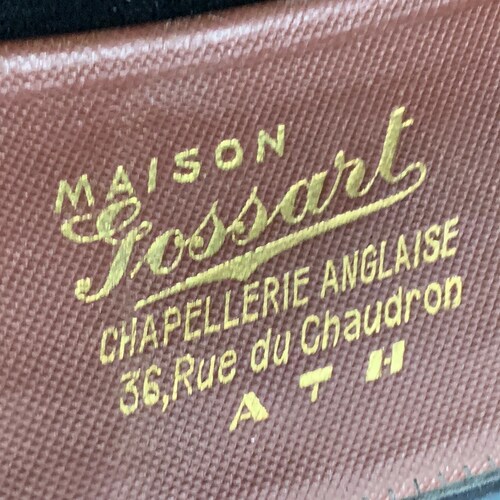 MAISON
Gossart
CHAPELLERIE ANGLAISE
36, Rue du Chaudron
ATH